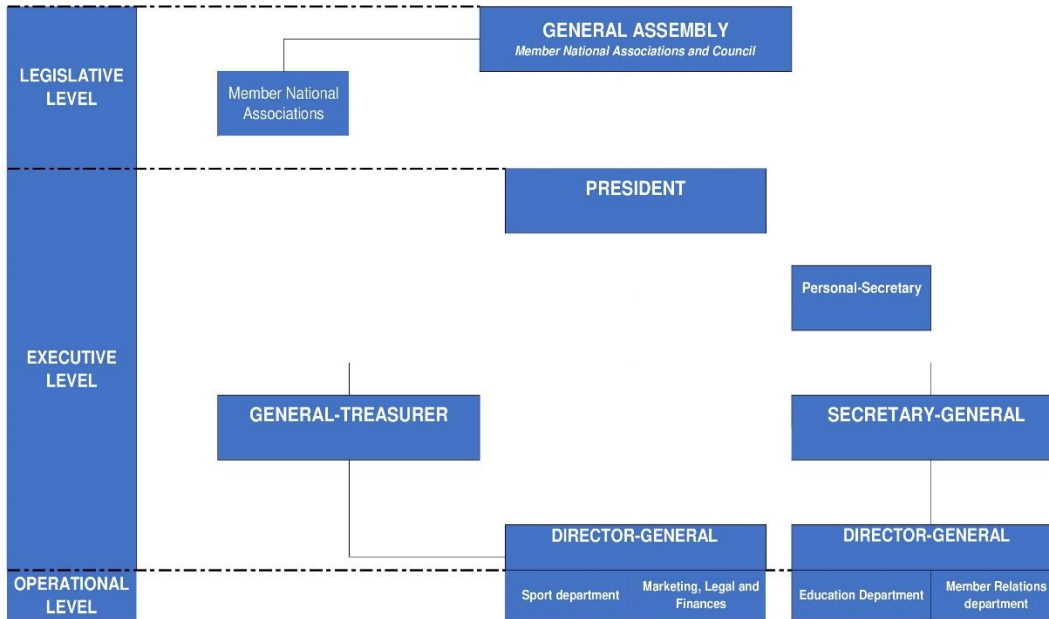 GENERAL ASSEMBLY
Member National Associations and Council
LEGISLATIVE
LEVEL
Member National
Associations
PRESIDENT
Personal-Secretary
EXECUTIVE
LEVEL
GENERAL-TREASURER
SECRETARY-GENERAL
DIRECTOR-GENERAL
DIRECTOR-GENERAL
OPERATIONAL
LEVEL
Sport department
Marketing, Legal and
Finances
Education Department
Member Relations
department